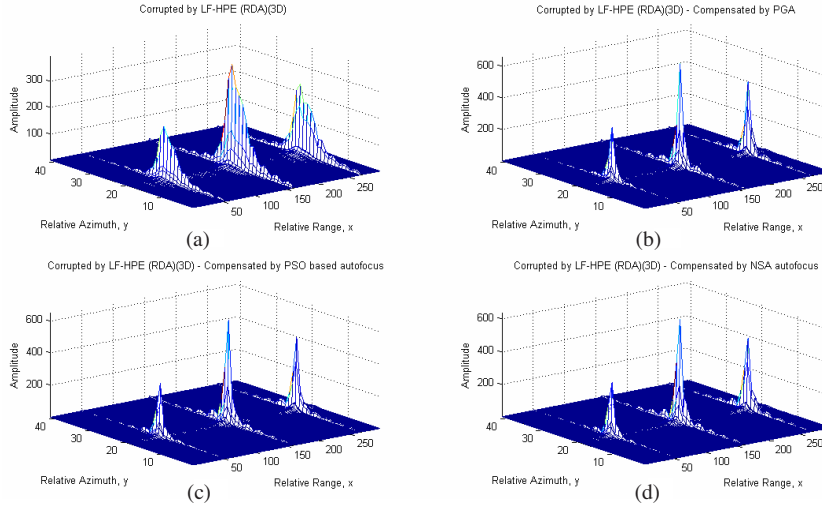 Corrupted by LF-HPE (RDA)(3D)
300
200
100
Amplitude
40
30
20
10
Relative Azimuth, y
50
100
150
200
250
Relative Range, x
(a)
Corrupted by LF-HPE (RDA)(3D) - Compensated by PGA
600
400
200
Amplitude
40
30
20
10
Relative Azimuth, y
50
100
150
200
250
Relative Range, x
(b)
Corrupted by LF-HPE (RDA)(3D) - Compensated by PSO based autofocus
600
400
200
Amplitude
40
30
20
10
Relative Azimuth, y
50
100
150
200
250
Relative Range, x
(c)
Corrupted by LF-HPE (RDA)(3D) - Compensated by NSA autofocus
600
400
200
Amplitude
40
30
20
10
Relative Azimuth, y
50
100
150
200
250
Relative Range, x
(d)